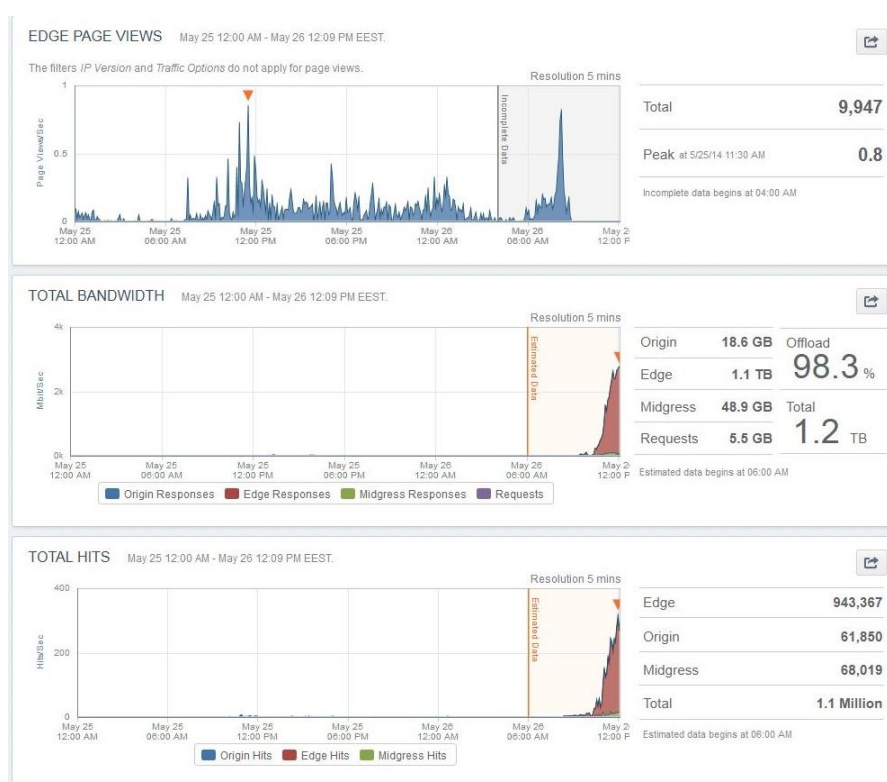 EDGE PAGE VIEWS May 25 12:00 AM - May 26 12:09 PM EEST.
The filters IP Version and Traffic Options do not apply for page views.
Resolution 5 mins
1
0.5
0
Page Views/Sec
Incomplete Data
May 25 May 25 May 25 May 25 May 25 May 26 May 2
12:00 AM 06:00 AM 12:00 PM 06:00 PM 12:00 AM 06:00 AM 12:00 P
Total 9,947
Peak at 5/25/14 11:30 AM 0.8
Incomplete data begins at 04:00 AM
TOTAL BANDWIDTH May 25 12:00 AM - May 26 12:09 PM EEST.
Resolution 5 mins
4k
2k
0k
Mbit/Sec
Estimated Data
May 25 May 25 May 25 May 25 May 26 May 26 May 2
12:00 AM 06:00 AM 12:00 PM 06:00 PM 12:00 AM 06:00 AM 12:00 P
Origin Responses Edge Responses Midgress Responses Requests
Origin 18.6 GB
Edge 1.1 TB
Midgress 48.9 GB
Requests 5.5 GB
Offload
98.3 %
Total
1.2 TB
Estimated data begins at 06:00 AM
TOTAL HITS May 25 12:00 AM - May 26 12:09 PM EEST.
Resolution 5 mins
400
200
0
Hits/Sec
Estimated Data
May 25 May 25 May 25 May 25 May 26 May 26 May 2
12:00 AM 06:00 AM 12:00 PM 06:00 PM 12:00 AM 06:00 AM 12:00 P
Origin Hits Edge Hits Midgress Hits
Edge 943,367
Origin 61,850
Midgress 68,019
Total 1.1 Million
Estimated data begins at 06:00 AM